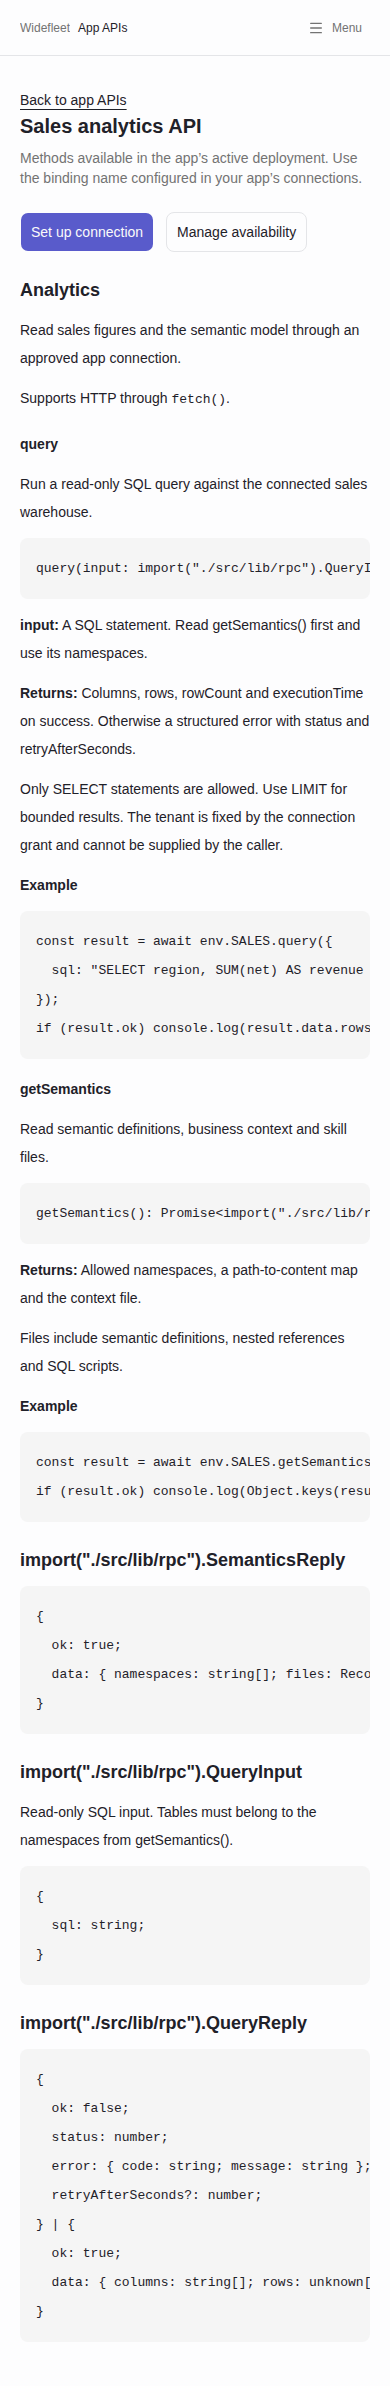 Widefleet App APIs
Menu
Back to app APIs
Sales analytics API
Methods available in the app's active deployment. Use
the binding name configured in your app's connections.
Set up connection
Manage availability
Analytics
Read sales figures and the semantic model through an
approved app connection.
Supports HTTP through fetch().
query
Run a read-only SQL query against the connected sales
warehouse.
query(input: import("./src/lib/rpc").QueryI
input: A SQL statement. Read getSemantics() first and
use its namespaces.
Returns: Columns, rows, rowCount and executionTime
on success. Otherwise a structured error with status and
retryAfterSeconds.
Only SELECT statements are allowed. Use LIMIT for
bounded results. The tenant is fixed by the connection
grant and cannot be supplied by the caller.
Example
const result = await env.SALES.query({
  sql: "SELECT region, SUM(net) AS revenue
});
if (result.ok) console.log(result.data.rows
getSemantics
Read semantic definitions, business context and skill
files.
getSemantics(): Promise<import("./src/lib/r
Returns: Allowed namespaces, a path-to-content map
and the context file.
Files include semantic definitions, nested references
and SQL scripts.
Example
const result = await env.SALES.getSemantics
if (result.ok) console.log(Object.keys(resu
import("./src/lib/rpc").SemanticsReply
{
  ok: true;
  data: { namespaces: string[]; files: Reco
}
import("./src/lib/rpc").QueryInput
Read-only SQL input. Tables must belong to the
namespaces from getSemantics().
{
  sql: string;
}
import("./src/lib/rpc").QueryReply
{
  ok: false;
  status: number;
  error: { code: string; message: string };
  retryAfterSeconds?: number;
} | {
  ok: true;
  data: { columns: string[]; rows: unknown[
}